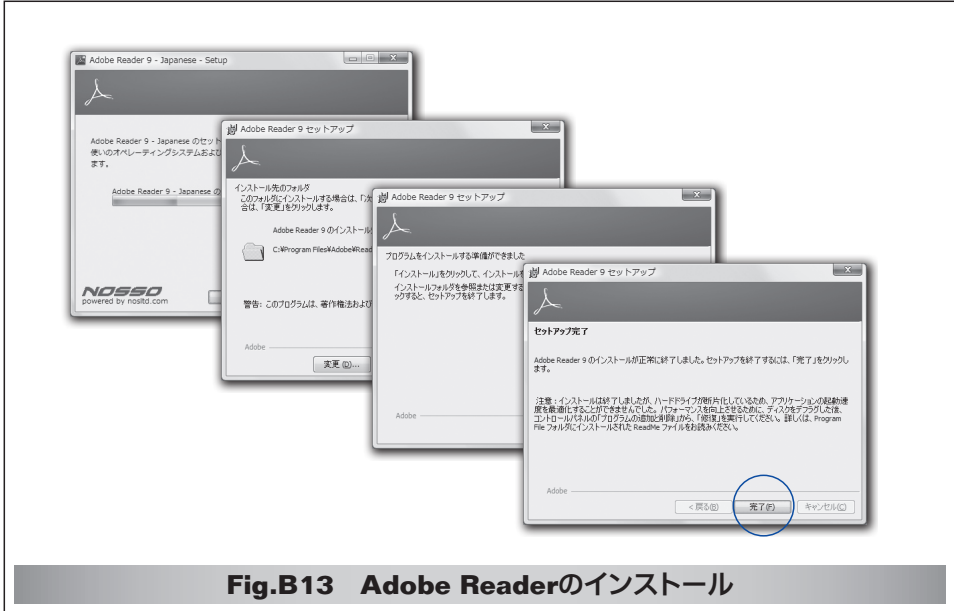 Adobe Reader 9 - Japanese - Setup
Adobe Reader 9 - Japanese のセット
使いのオペレーティングシステムおよび
ます。
Adobe Reader 9 - Japanese の
NOSSO
powered by nosltd.com
Adobe Reader 9 セットアップ
インストール先のフォルダ
このフォルダにインストールする場合は、「次
合は、「変更」をクリックします。
Adobe Reader 9 のインストール
C:¥Program Files¥Adobe¥Read
警告: このプログラムは、著作権法および
Adobe
変更(D)...
Adobe Reader 9 セットアップ
プログラムをインストールする準備ができました
「インストール」をクリックして、インストールを
インストールフォルダを参照または変更する
ックすると、セットアップを終了します。
Adobe
Adobe Reader 9 セットアップ
セットアップ完了
Adobe Reader 9 のインストールが正常に終了しました。セットアップを終了するには、「完了」をクリックし
ます。
注意 : インストールは終了しましたが、ハードドライブが断片化しているため、アプリケーションの起動速
度を最適化することができませんでした。パフォーマンスを向上させるために、ディスクをデフラグした後、
コントロールパネルの「プログラムの追加と削除」から、「修復」を実行してください。詳しくは、Program
File フォルダにインストールされた ReadMe ファイルをお読みください。
Adobe
< 戻る(B)
完了(F)
キャンセル(C)
Fig.B13 Adobe Readerのインストール